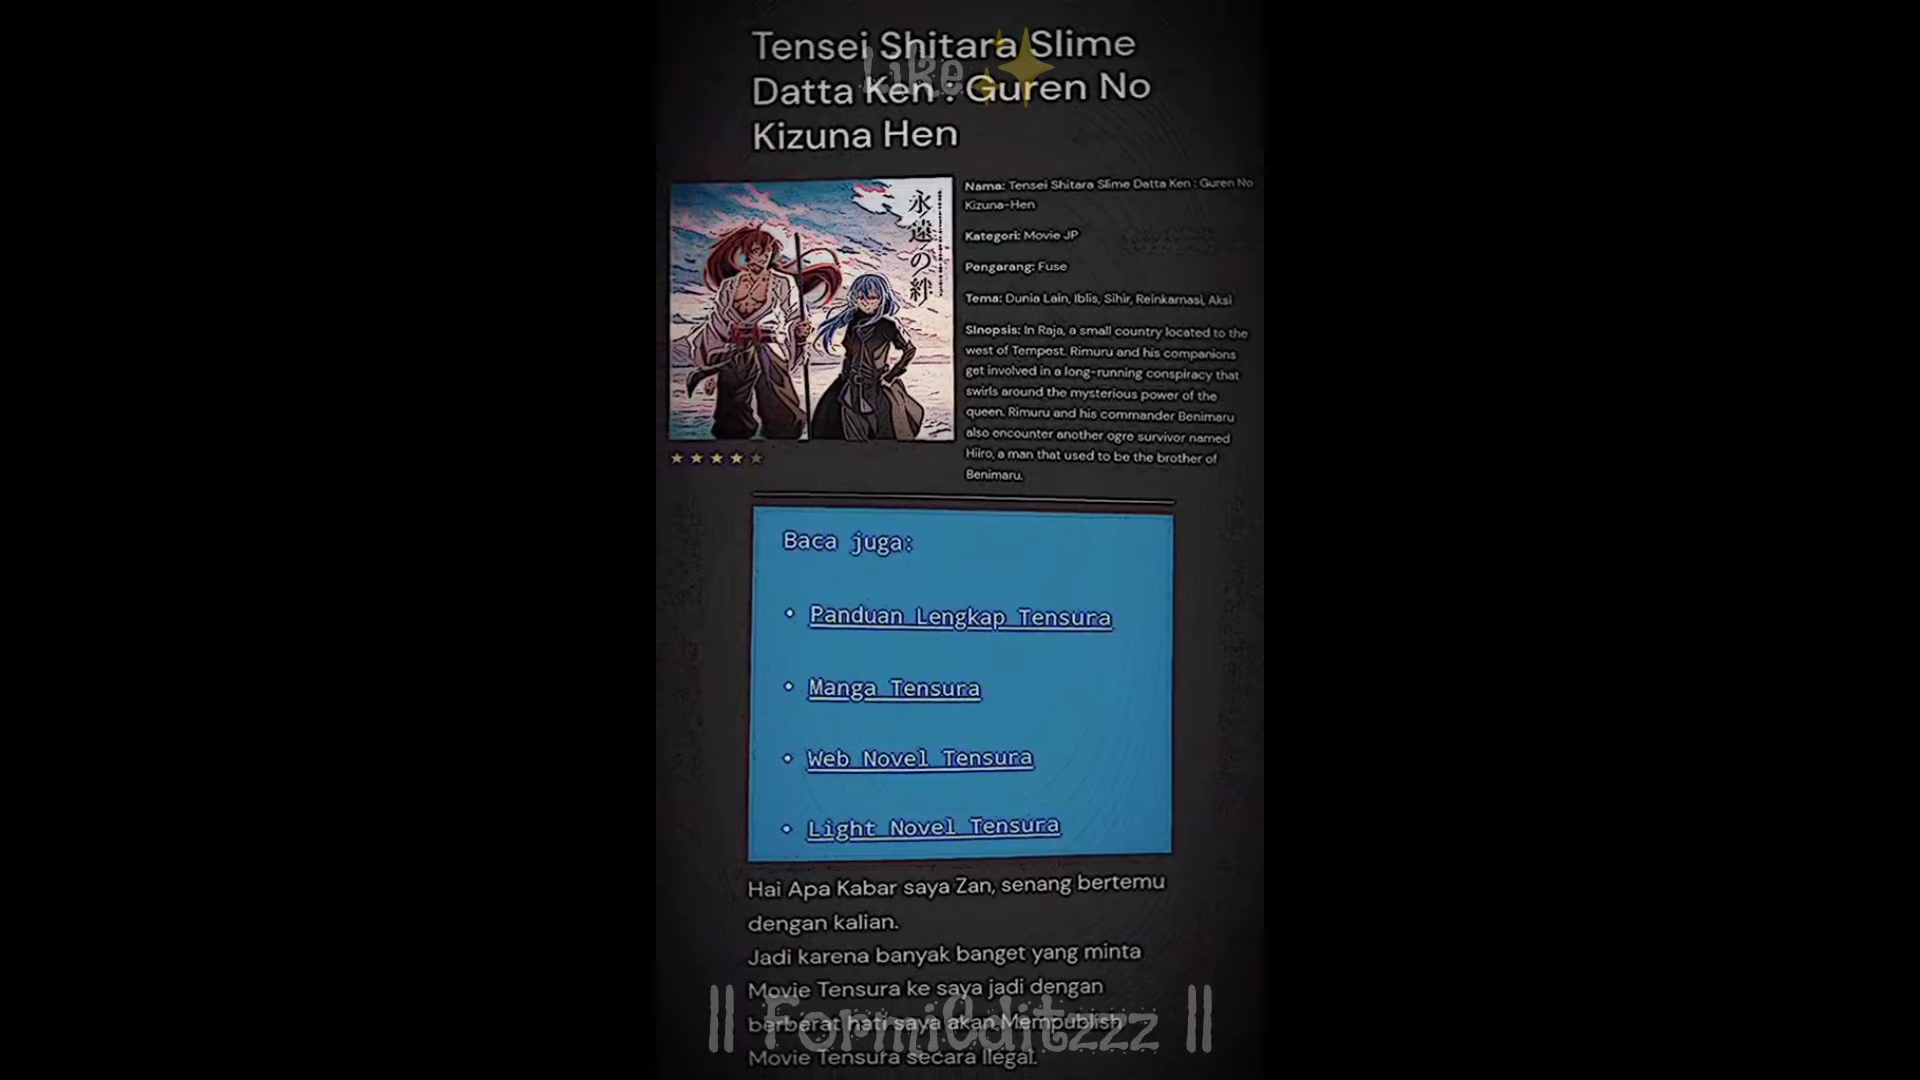 Tensei Shitara Slime
Like✨
Datta Ken : Guren No
Kizuna Hen
永遠の絆
Nama: Tensei Shitara Slime Datta Ken : Guren No
Kizuna-Hen
Kategori: Movie JP
Pengarang: Fuse
Tema: Dunia Lain, Iblis, Sihir, Reinkarnasi, Aksi
Sinopsis: In Raja, a small country located to the
west of Tempest. Rimuru and his companions
get involved in a long-running conspiracy that
swirls around the mysterious power of the
queen. Rimuru and his commander Benimaru
also encounter another ogre survivor named
Hiiro, a man that used to be the brother of
Benimaru.
Baca juga:
• Panduan Lengkap Tensura
• Manga Tensura
• Web Novel Tensura
• Light Novel Tensura
Hai Apa Kabar saya Zan, senang bertemu
dengan kalian.
Jadi karena banyak banget yang minta
Movie Tensura ke saya jadi dengan
berberat hati saya akan Mempublish
Movie Tensura secara Ilegal.